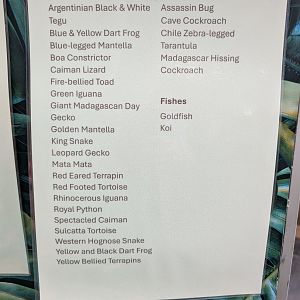 Argentinian Black & White
Tegu
Blue & Yellow Dart Frog
Blue-legged Mantella
Boa Constrictor
Caiman Lizard
Fire-bellied Toad
Green Iguana
Giant Madagascan Day
Gecko
Golden Mantella
King Snake
Leopard Gecko
Mata Mata
Red Eared Terrapin
Red Footed Tortoise
Rhinocerous Iguana
Royal Python
Spectacled Caiman
Sulcatta Tortoise
Western Hognose Snake
Yellow and Black Dart Frog
Yellow Bellied Terrapins
Assassin Bug
Cave Cockroach
Chile Zebra-legged
Tarantula
Madagascar Hissing
Cockroach
Fishes
Goldfish
Koi